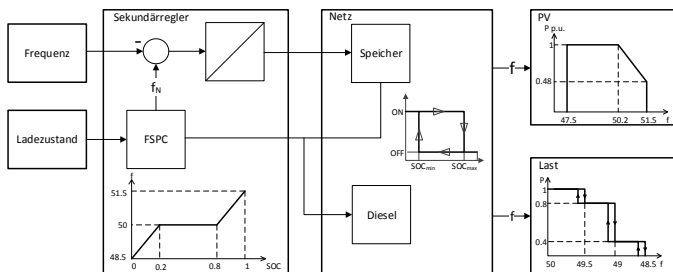 Sekundärregler
Netz
PV
Frequenz
-
f_N
Speicher
f
P p.u.
1
0.48
47.5
50.2
51.5
f
Ladezustand
FSPC
ON
OFF
SOC_min
SOC_max
f
51.5
50
48.5
0
0.2
0.8
1
SOC
Diesel
f
Last
P
1
0.8
0.4
50
49.5
49
48.5
f